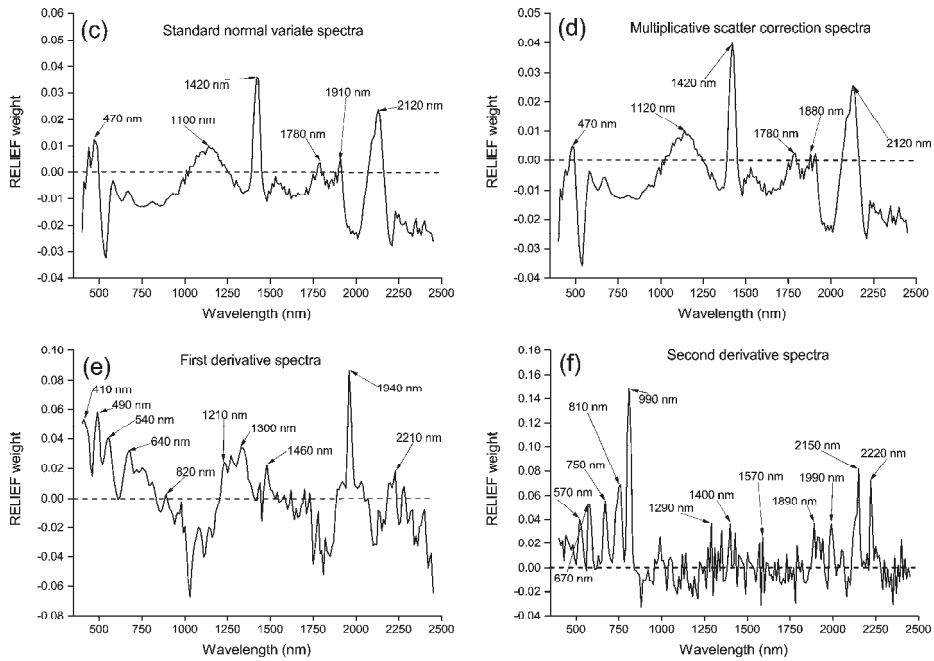 (c)
Standard normal variate spectra
RELIEF weight
0.06
0.05
0.04
0.03
0.02
0.01
0.00
-0.01
-0.02
-0.03
-0.04
470 nm
1100 nm
1420 nm
1780 nm
1910 nm
2120 nm
500 750 1000 1250 1500 1750 2000 2250 2500
Wavelength (nm)
(d)
Multiplicative scatter correction spectra
RELIEF weight
0.05
0.04
0.03
0.02
0.01
0.00
-0.01
-0.02
-0.03
-0.04
470 nm
1120 nm
1420 nm
1780 nm
1880 nm
2120 nm
500 750 1000 1250 1500 1750 2000 2250 2500
Wavelength (nm)
(e)
First derivative spectra
RELIEF weight
0.10
0.08
0.06
0.04
0.02
0.00
-0.02
-0.04
-0.06
-0.08
410 nm
490 nm
540 nm
640 nm
820 nm
1210 nm
1300 nm
1460 nm
1940 nm
2210 nm
500 750 1000 1250 1500 1750 2000 2250 2500
Wavelength (nm)
(f)
Second derivative spectra
RELIEF weight
0.18
0.16
0.14
0.12
0.10
0.08
0.06
0.04
0.02
0.00
-0.02
-0.04
570 nm
670 nm
750 nm
810 nm
990 nm
1290 nm
1400 nm
1570 nm
1890 nm
1990 nm
2150 nm
2220 nm
500 750 1000 1250 1500 1750 2000 2250 2500
Wavelength (nm)